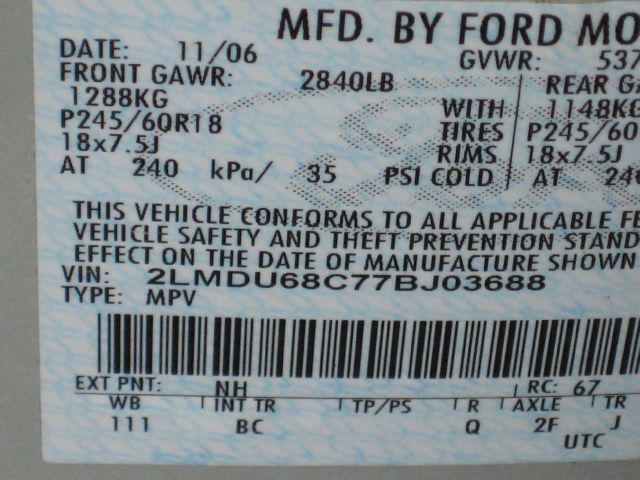 MFD. BY FORD MO
DATE: 11/06 GVWR: 537
FRONT GAWR: 2840LB REAR GA
1288KG WITH 1148KG
P245/60R18 TIRES P245/60
18x7.5J RIMS 18x7.5J
AT 240 kPa/ 35 PSI COLD AT 240
THIS VEHICLE CONFORMS TO ALL APPLICABLE FE
VEHICLE SAFETY AND THEFT PREVENTION STAND
EFFECT ON THE DATE OF MANUFACTURE SHOWN
VIN: 2LMDU68C77BJ03688
TYPE: MPV
EXT PNT: NH RC: 67
WB INT TR TP/PS R AXLE TR
111 BC Q 2F J
UTC